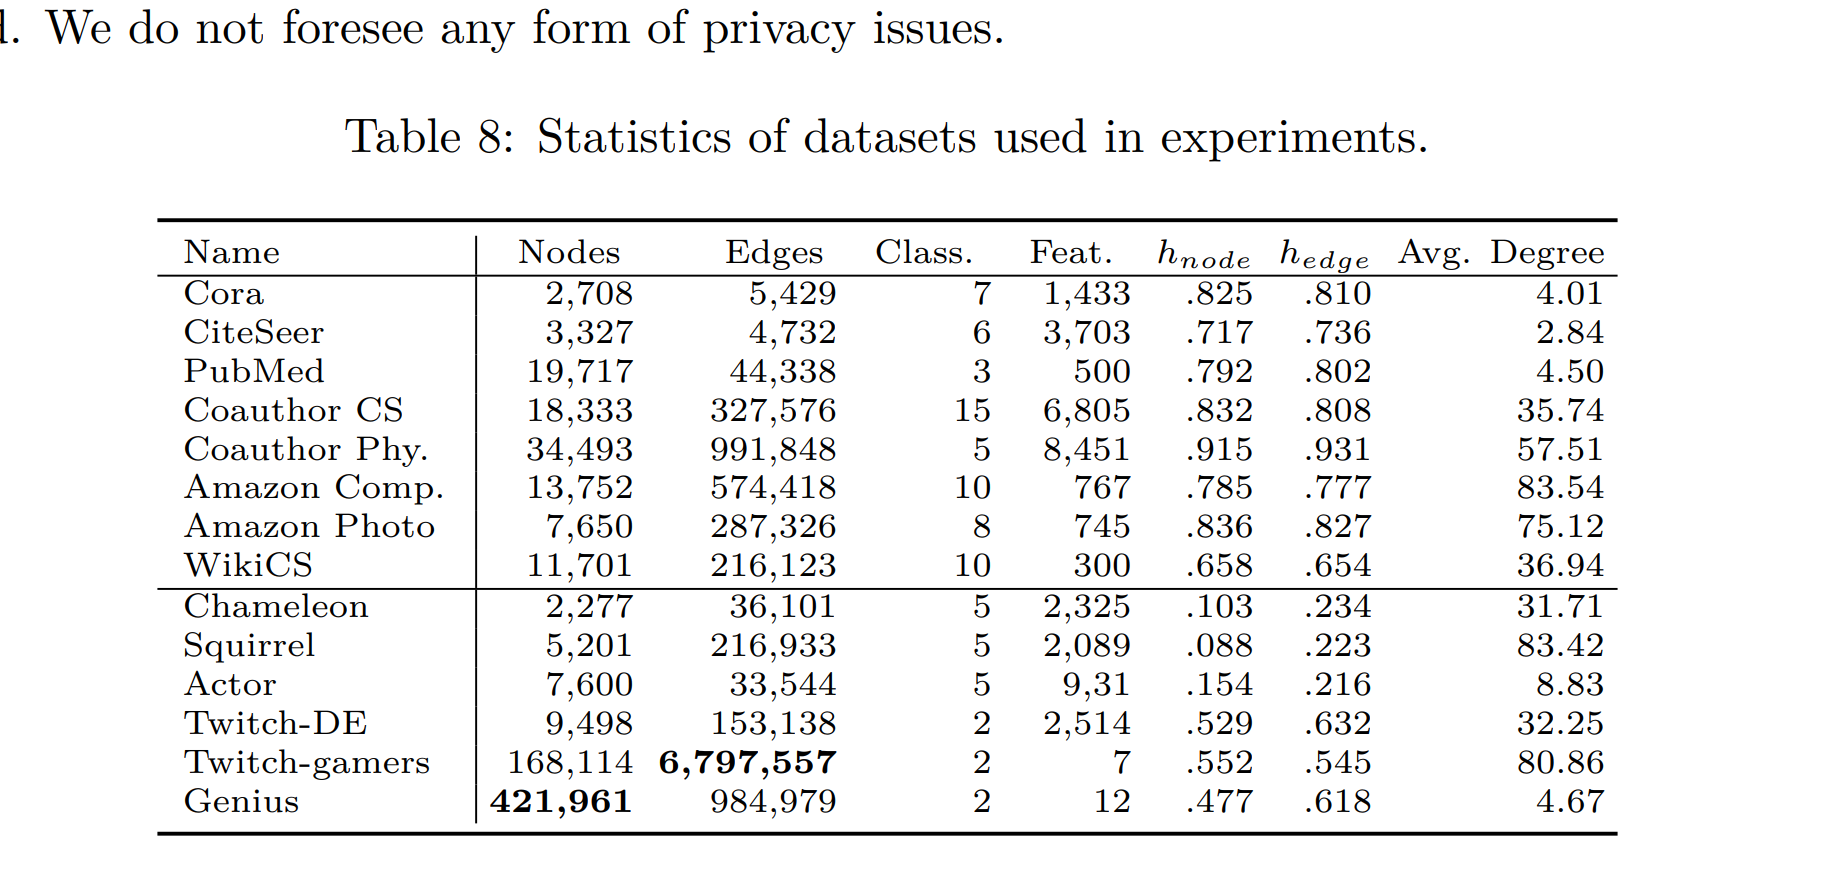 d. We do not foresee any form of privacy issues.
Table 8: Statistics of datasets used in experiments.
Name Nodes Edges Class. Feat. h_node h_edge Avg. Degree
Cora 2,708 5,429 7 1,433 .825 .810 4.01
CiteSeer 3,327 4,732 6 3,703 .717 .736 2.84
PubMed 19,717 44,338 3 500 .792 .802 4.50
Coauthor CS 18,333 327,576 15 6,805 .832 .808 35.74
Coauthor Phy. 34,493 991,848 5 8,451 .915 .931 57.51
Amazon Comp. 13,752 574,418 10 767 .785 .777 83.54
Amazon Photo 7,650 287,326 8 745 .836 .827 75.12
WikiCS 11,701 216,123 10 300 .658 .654 36.94
Chameleon 2,277 36,101 5 2,325 .103 .234 31.71
Squirrel 5,201 216,933 5 2,089 .088 .223 83.42
Actor 7,600 33,544 5 9,31 .154 .216 8.83
Twitch-DE 9,498 153,138 2 2,514 .529 .632 32.25
Twitch-gamers 168,114 6,797,557 2 7 .552 .545 80.86
Genius 421,961 984,979 2 12 .477 .618 4.67